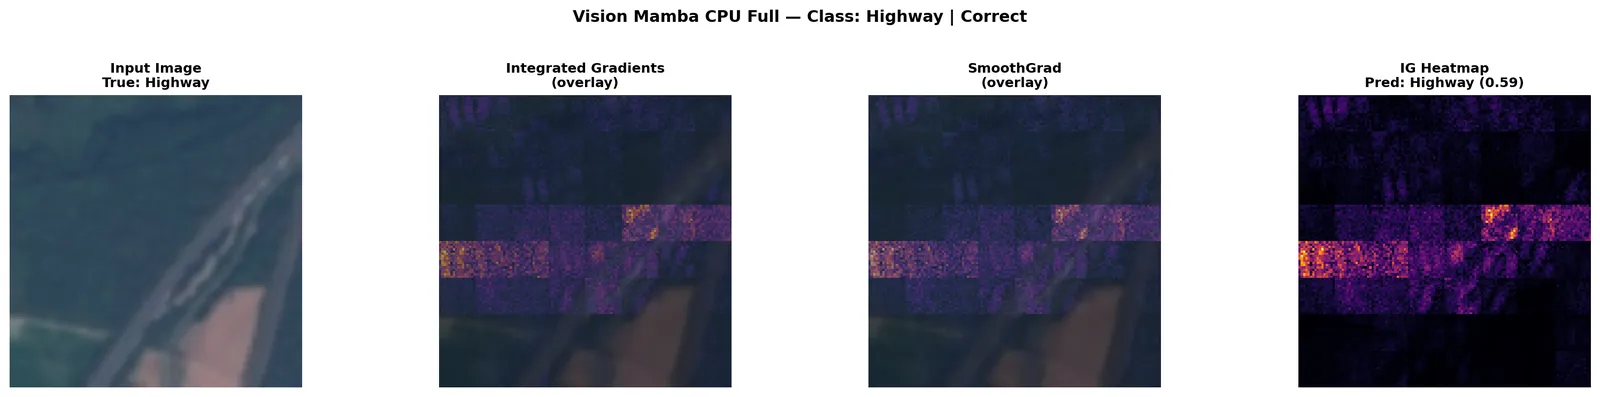 Vision Mamba CPU Full — Class: Highway | Correct
Input Image
True: Highway
Integrated Gradients
(overlay)
SmoothGrad
(overlay)
IG Heatmap
Pred: Highway (0.59)